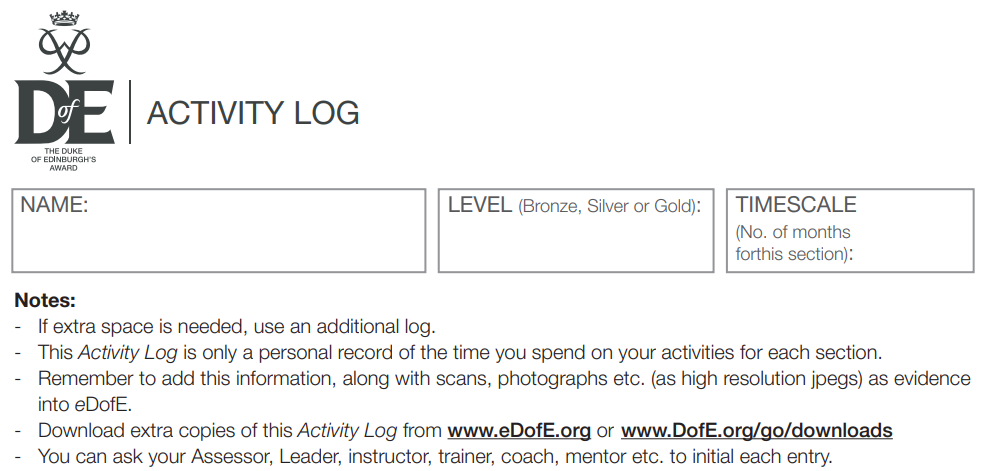 DofE
THE DUKE
OF EDINBURGH'S
AWARD
ACTIVITY LOG
NAME:
LEVEL (Bronze, Silver or Gold):
TIMESCALE
(No. of months
forthis section):
Notes:
- If extra space is needed, use an additional log.
- This Activity Log is only a personal record of the time you spend on your activities for each section.
- Remember to add this information, along with scans, photographs etc. (as high resolution jpegs) as evidence
into eDofE.
- Download extra copies of this Activity Log from www.eDofE.org or www.DofE.org/go/downloads
- You can ask your Assessor, Leader, instructor, trainer, coach, mentor etc. to initial each entry.